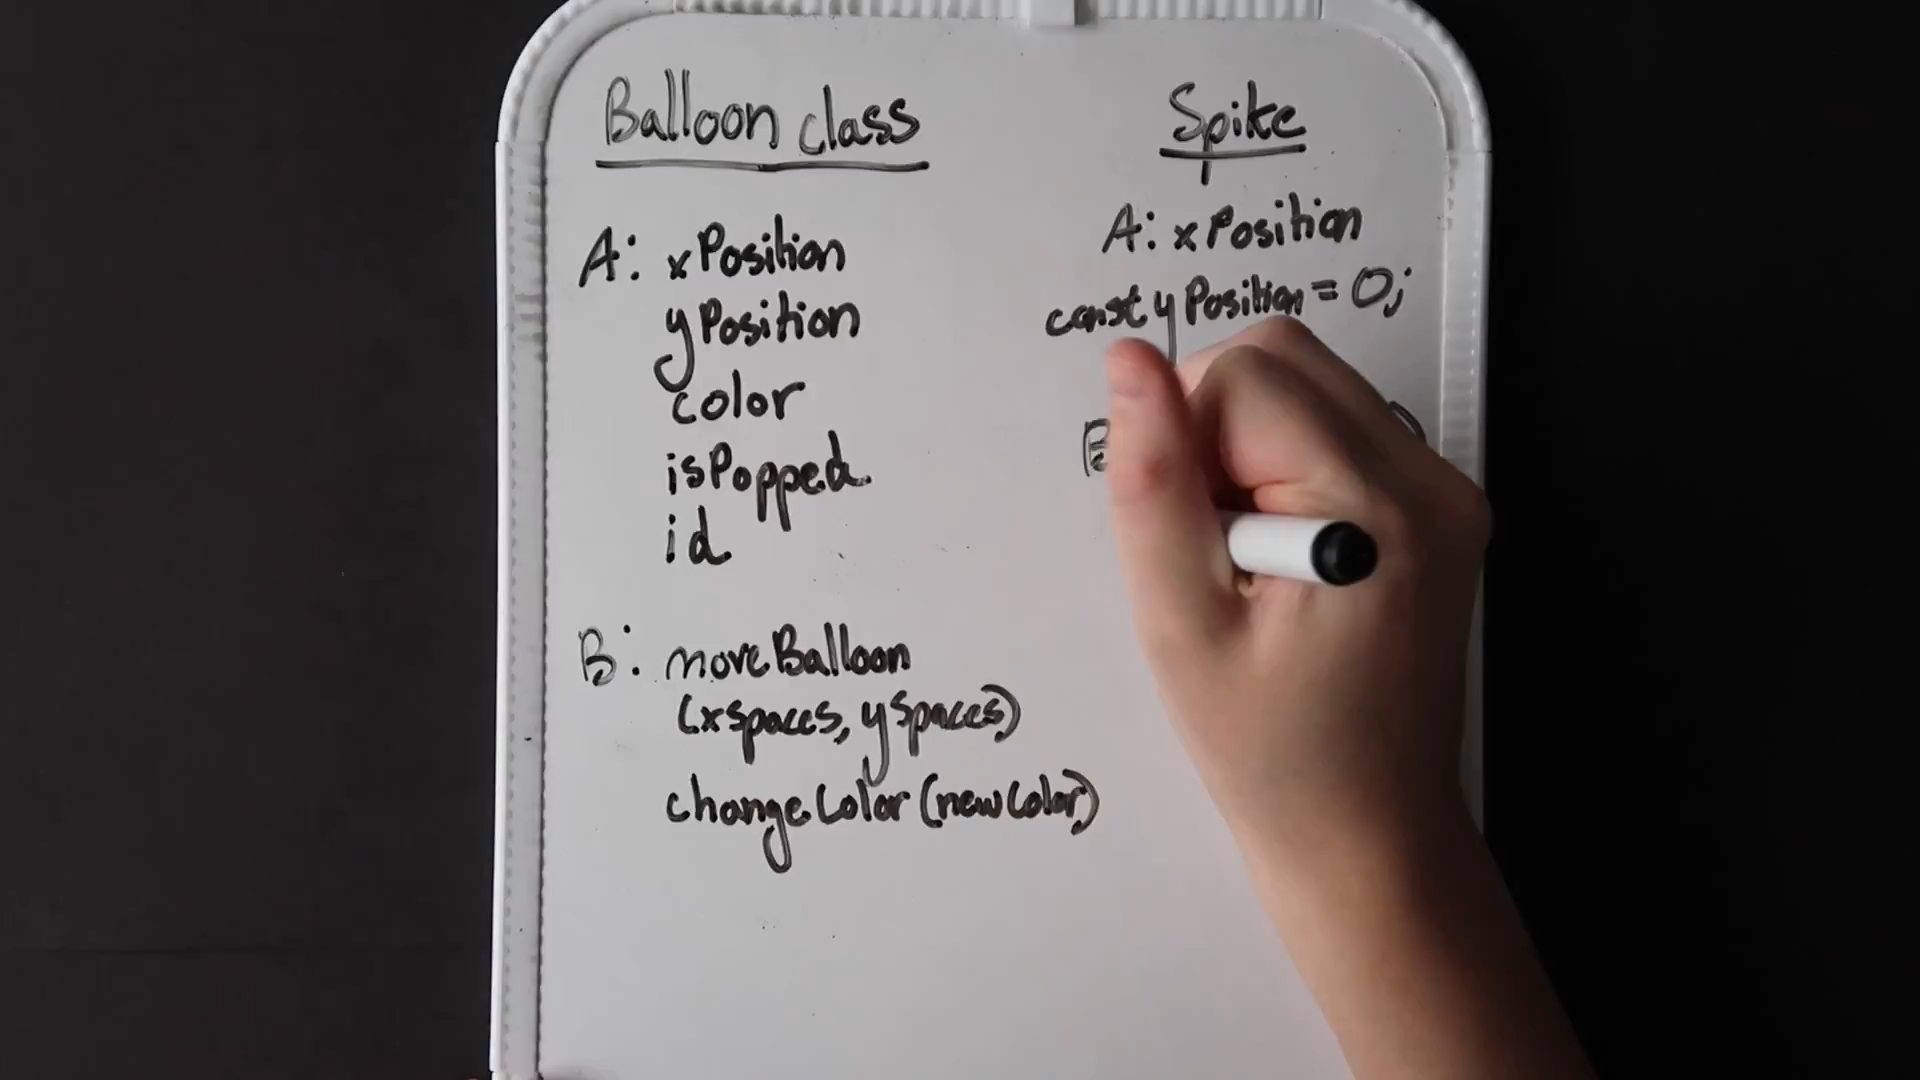 Balloon class
A: xPosition
yPosition
color
isPopped
id
B: moveBalloon
(xspaces, yspaces)
changeColor (newColor)
Spike
A: xPosition
const yPosition = 0;
B